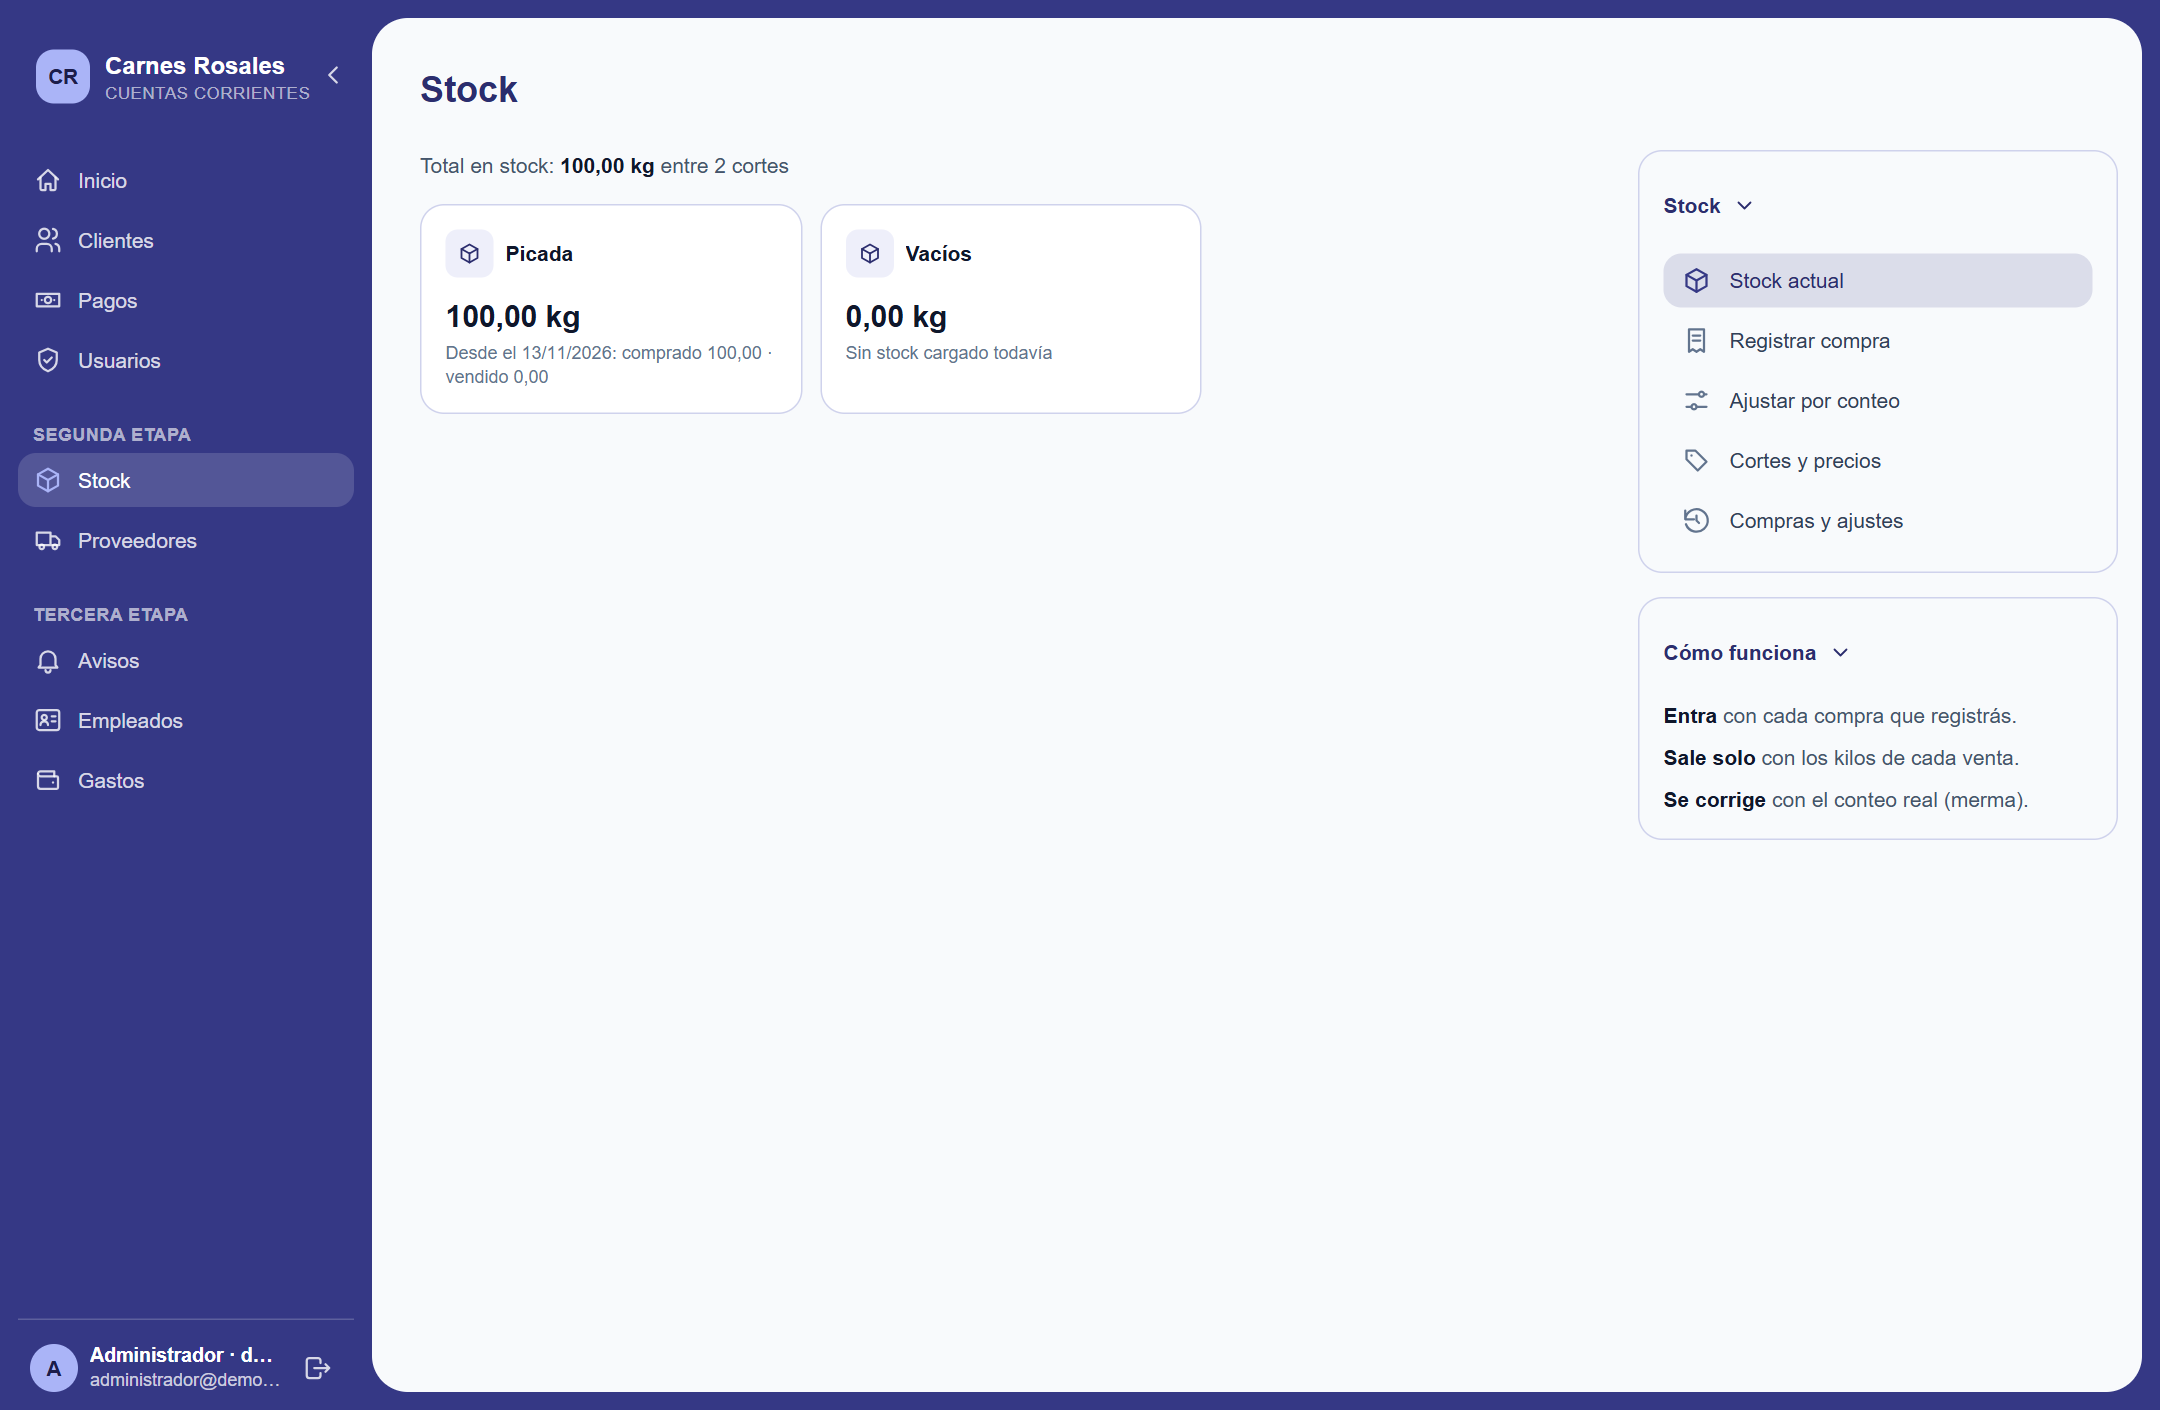 CR
Carnes Rosales
CUENTAS CORRIENTES
Inicio
Clientes
Pagos
Usuarios
SEGUNDA ETAPA
Stock
Proveedores
TERCERA ETAPA
Avisos
Empleados
Gastos
A
Administrador · d...
administrador@demo...
Stock
Total en stock: 100,00 kg entre 2 cortes
Picada
100,00 kg
Desde el 13/11/2026: comprado 100,00 ·
vendido 0,00
Vacíos
0,00 kg
Sin stock cargado todavía
Stock
Stock actual
Registrar compra
Ajustar por conteo
Cortes y precios
Compras y ajustes
Cómo funciona
Entra con cada compra que registrás.
Sale solo con los kilos de cada venta.
Se corrige con el conteo real (merma).